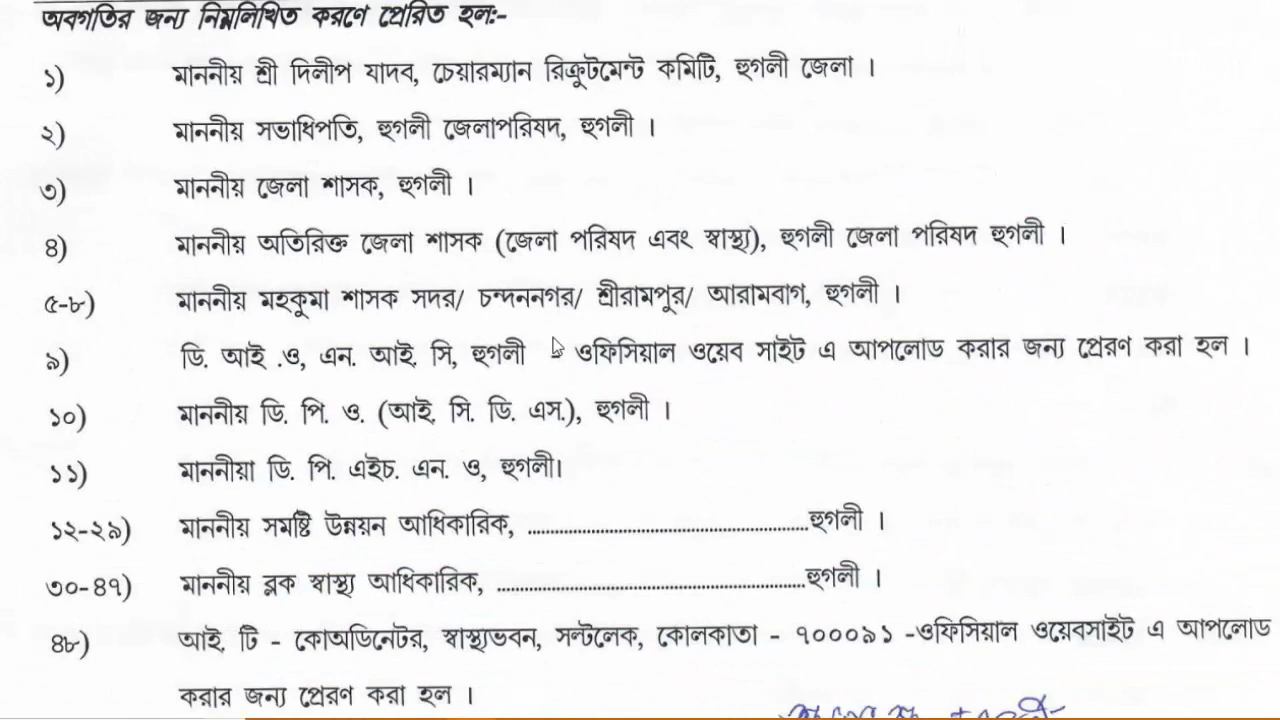 অবগতির জন্য নিম্নলিখিত করণে প্রেরিত হল:-
১) মাননীয় শ্রী দিলীপ যাদব, চেয়ারম্যান রিক্রুটমেন্ট কমিটি, হুগলী জেলা ।
২) মাননীয় সভাধিপতি, হুগলী জেলাপরিষদ, হুগলী ।
৩) মাননীয় জেলা শাসক, হুগলী ।
৪) মাননীয় অতিরিক্ত জেলা শাসক (জেলা পরিষদ এবং স্বাস্থ্য), হুগলী জেলা পরিষদ হুগলী ।
৫-৮) মাননীয় মহকুমা শাসক সদর/ চন্দননগর/ শ্রীরামপুর/ আরামবাগ, হুগলী ।
৯) ডি. আই .ও, এন. আই. সি, হুগলী ওফিসিয়াল ওয়েব সাইট এ আপলোড করার জন্য প্রেরণ করা হল ।
১০) মাননীয় ডি. পি. ও. (আই. সি. ডি. এস.), হুগলী ।
১১) মাননীয়া ডি. পি. এইচ. এন. ও, হুগলী।
১২-২৯) মাননীয় সমষ্টি উন্নয়ন আধিকারিক, ......................................................হুগলী ।
৩০-৪৭) মাননীয় ব্লক স্বাস্থ্য আধিকারিক, ...........................................................হুগলী ।
৪৮) আই. টি - কোঅডিনেটর, স্বাস্থ্যভবন, সল্টলেক, কোলকাতা - ৭০০০৯১ -ওফিসিয়াল ওয়েবসাইট এ আপলোড
করার জন্য প্রেরণ করা হল ।